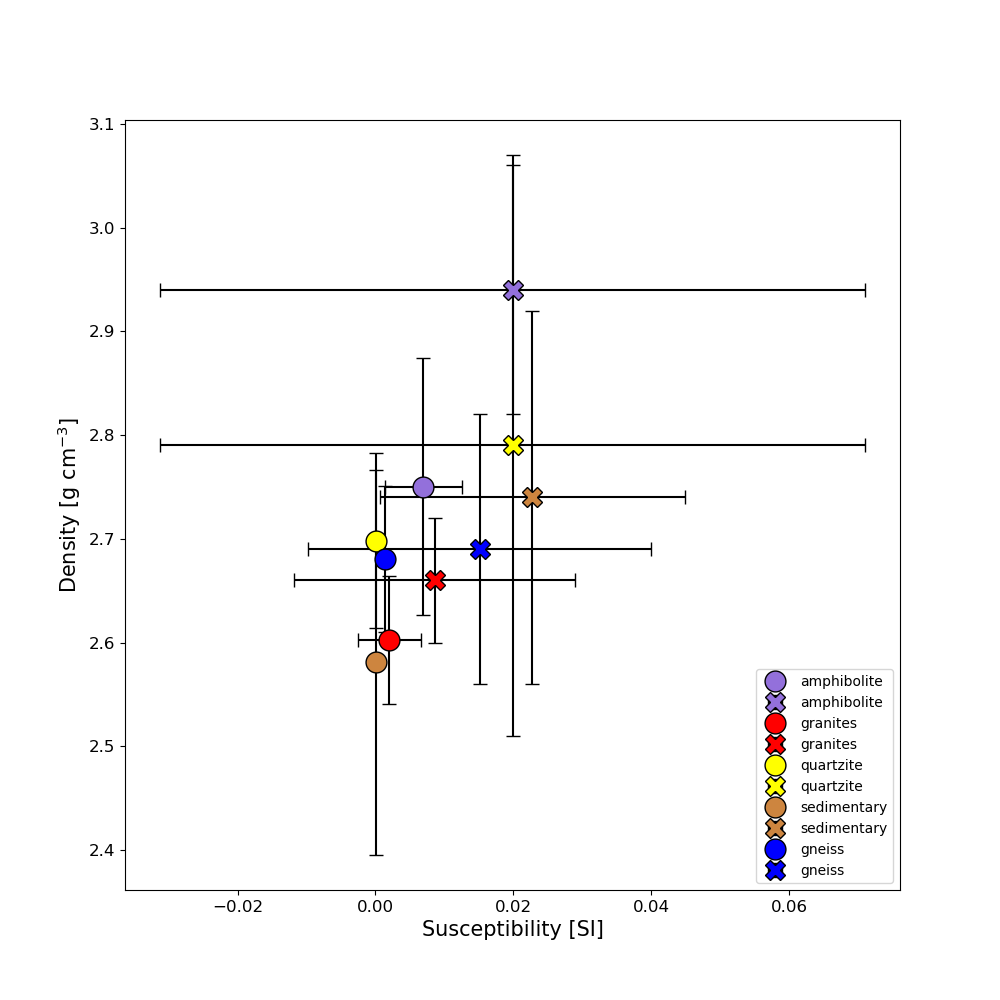 3.1
3.0
2.9
2.8
2.7
2.6
2.5
2.4
Density [g cm⁻³]
−0.02 0.00 0.02 0.04 0.06
Susceptibility [SI]
amphibolite
amphibolite
granites
granites
quartzite
quartzite
sedimentary
sedimentary
gneiss
gneiss